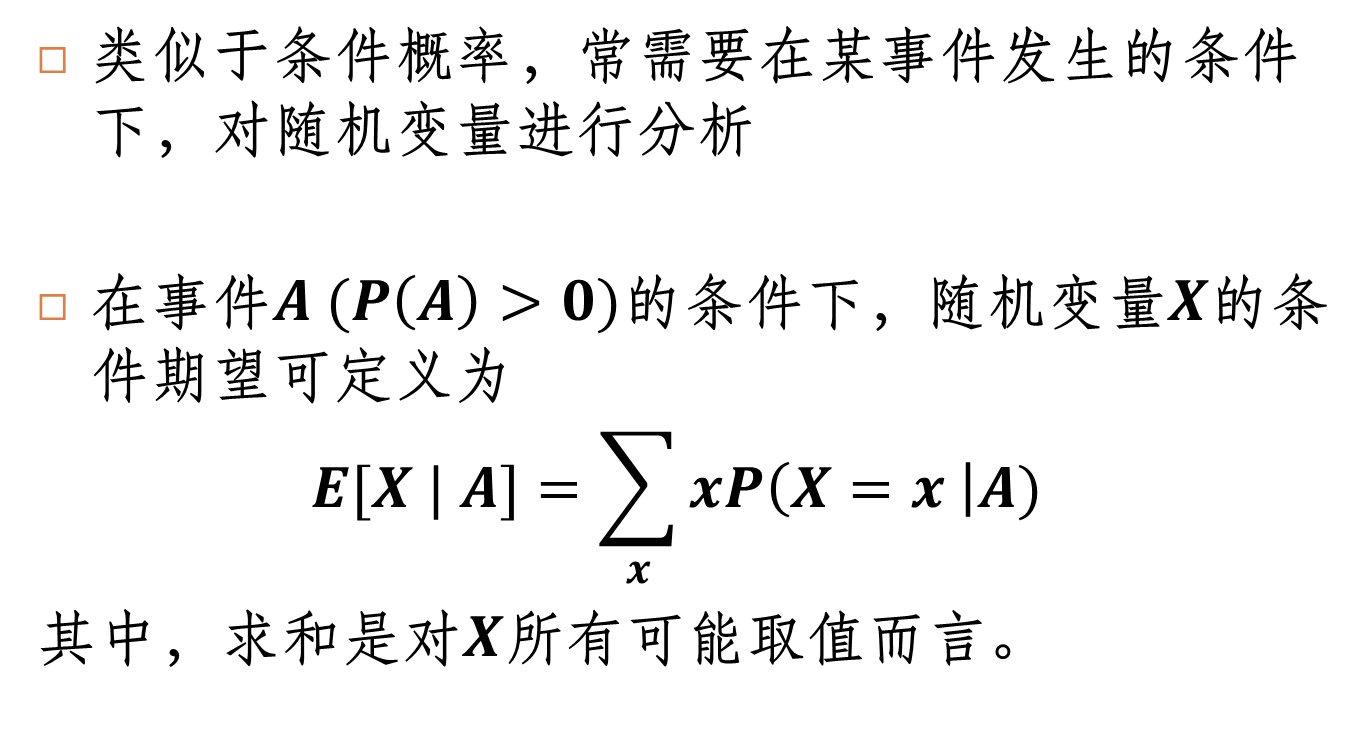 □ 类似于条件概率，常需要在某事件发生的条件
下，对随机变量进行分析
□ 在事件A (P(A) > 0)的条件下，随机变量X的条
件期望可定义为
E[X | A] = ∑ xP(X = x |A)
x
其中，求和是对X所有可能取值而言。